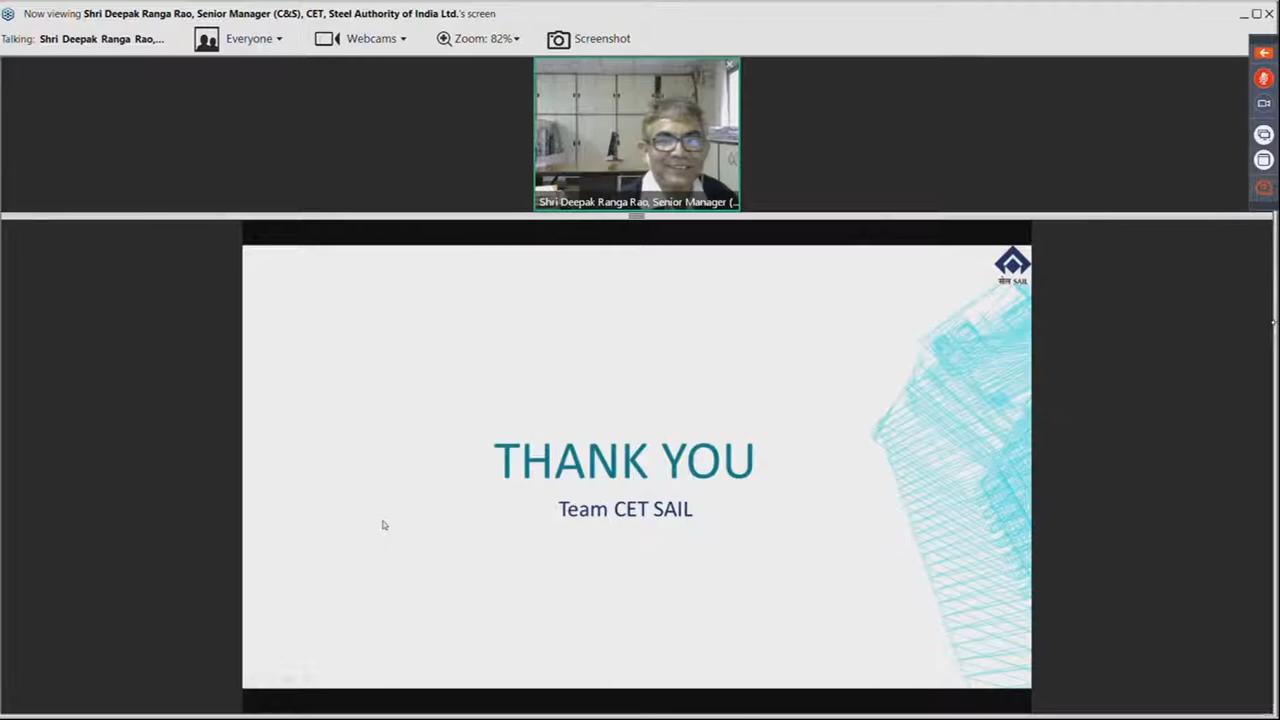 Now viewing Shri Deepak Ranga Rao, Senior Manager (C&S), CET, Steel Authority of India Ltd.'s screen
Talking: Shri Deepak Ranga Rao,... Everyone Webcams Zoom: 82% Screenshot
Shri Deepak Ranga Rao, Senior Manager (...
सेल SAIL
THANK YOU
Team CET SAIL